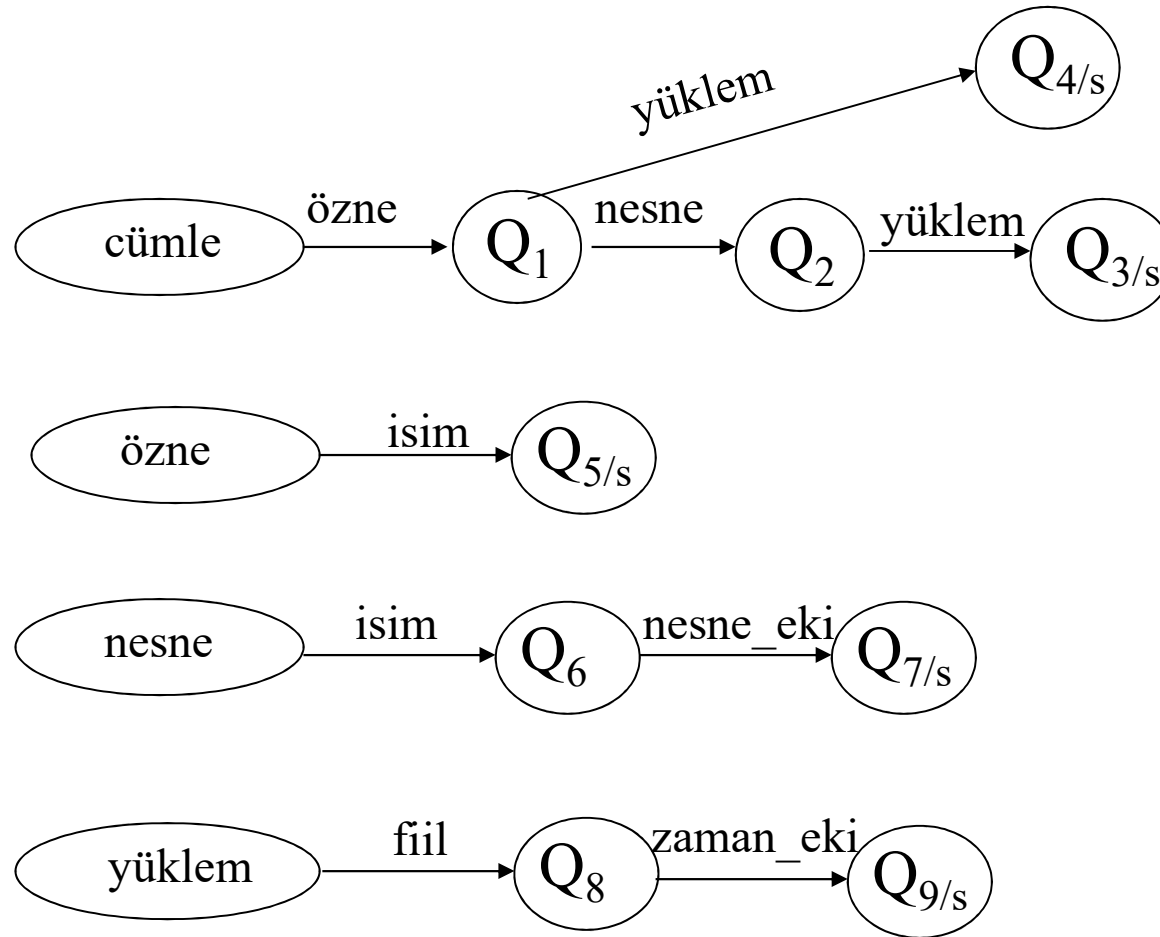 yüklem
Q4/s
cümle
özne
Q1
nesne
Q2
yüklem
Q3/s
özne
isim
Q5/s
nesne
isim
Q6
nesne_eki
Q7/s
yüklem
fiil
Q8
zaman_eki
Q9/s